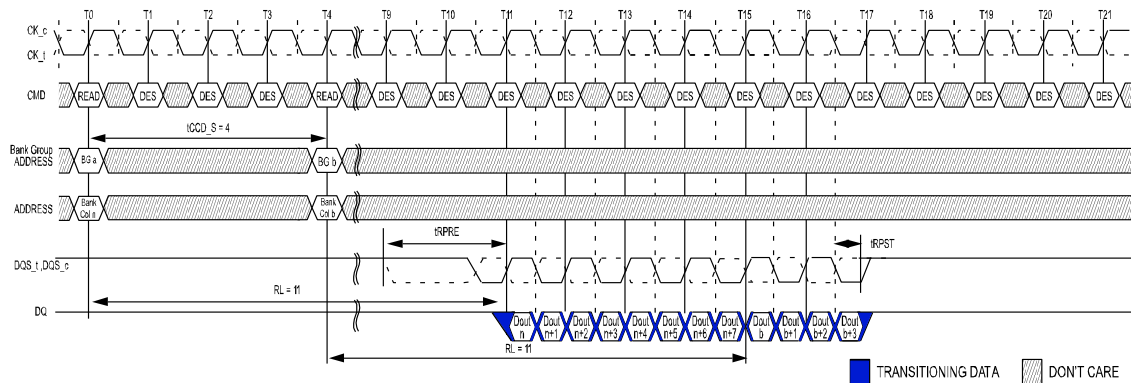 T0 T1 T2 T3 T4 T9 T10 T11 T12 T13 T14 T15 T16 T17 T18 T19 T20 T21
CK_c
CK_t
CMD READ DES DES DES READ DES DES DES DES DES DES DES DES DES DES DES DES DES
tCCD_S = 4
Bank Group
ADDRESS BG a BG b
ADDRESS Bank Col n Bank Col b
tRPRE tRPST
DQS_t ,DQS_c
RL = 11
DQ Dout n Dout n+1 Dout n+2 Dout n+3 Dout n+4 Dout n+5 Dout n+6 Dout n+7 Dout b Dout b+1 Dout b+2 Dout b+3
RL = 11
TRANSITIONING DATA DON'T CARE